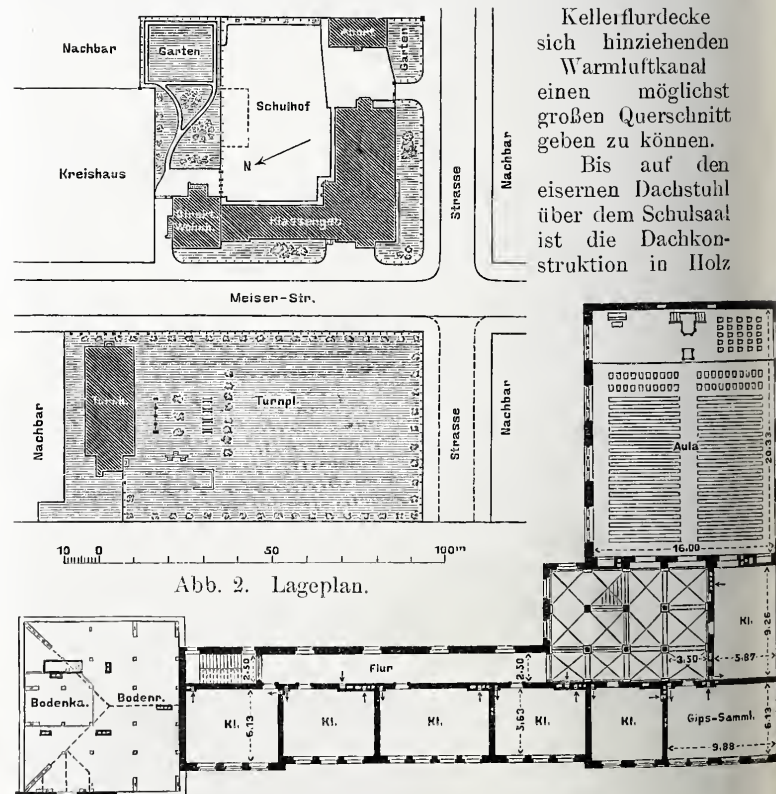 Kellerflurdecke
sich hinziehenden
Warmluftkanal
einen möglichst
großen Querschnitt
geben zu können.
Bis auf den
eisernen Dachstuhl
über dem Schulsaal
ist die Dachkon-
struktion in Holz
Nachbar
Garten
Abort
Garten
Schulhof
N
Kreishaus
Direkt.
Wohng.
Klassengeb.
Strasse
Nachbar
Meiser-Str.
Nachbar
Turnh.
Turnpl.
Strasse
Nachbar
10 0 50 100m
Abb. 2. Lageplan.
Aula
20.33
16.00
Kl.
9.26
3.50
5.87
2.50
Flur
2.50
Bodenka.
Bodenr.
Kl.
6.13
Kl.
Kl.
5.63
Kl.
Kl.
Gips-Samml.
6.13
9.88